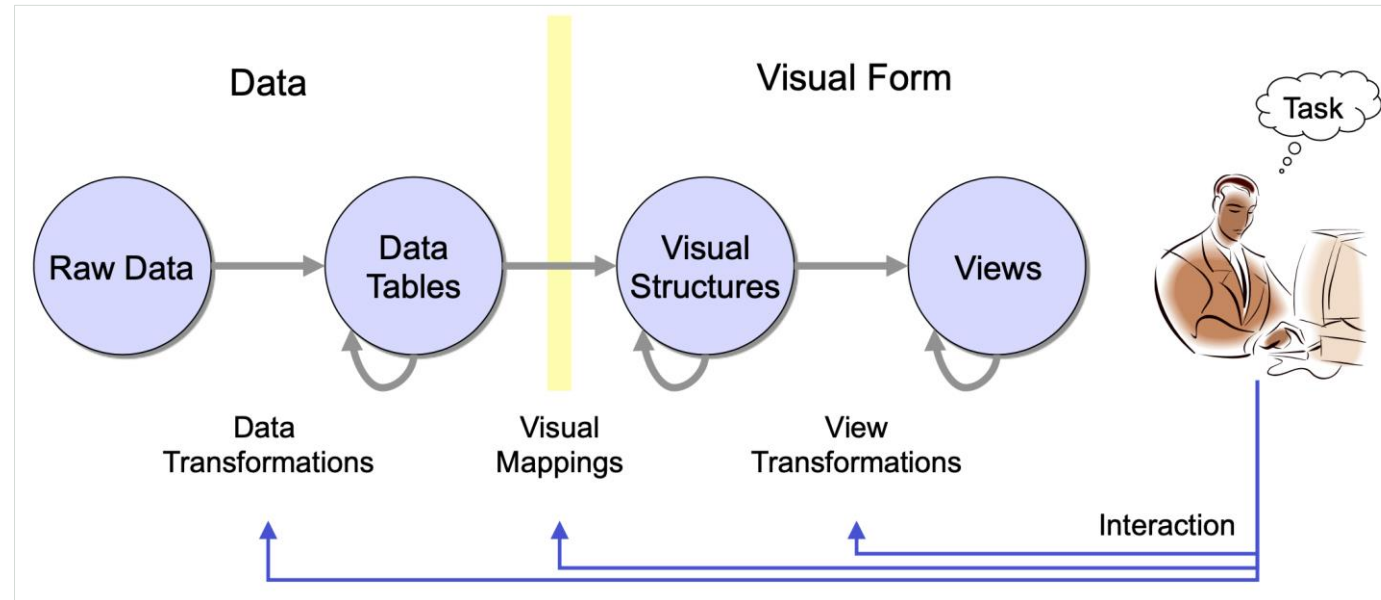 Data
Visual Form
Task
Raw Data
Data
Tables
Visual
Structures
Views
Data
Transformations
Visual
Mappings
View
Transformations
Interaction